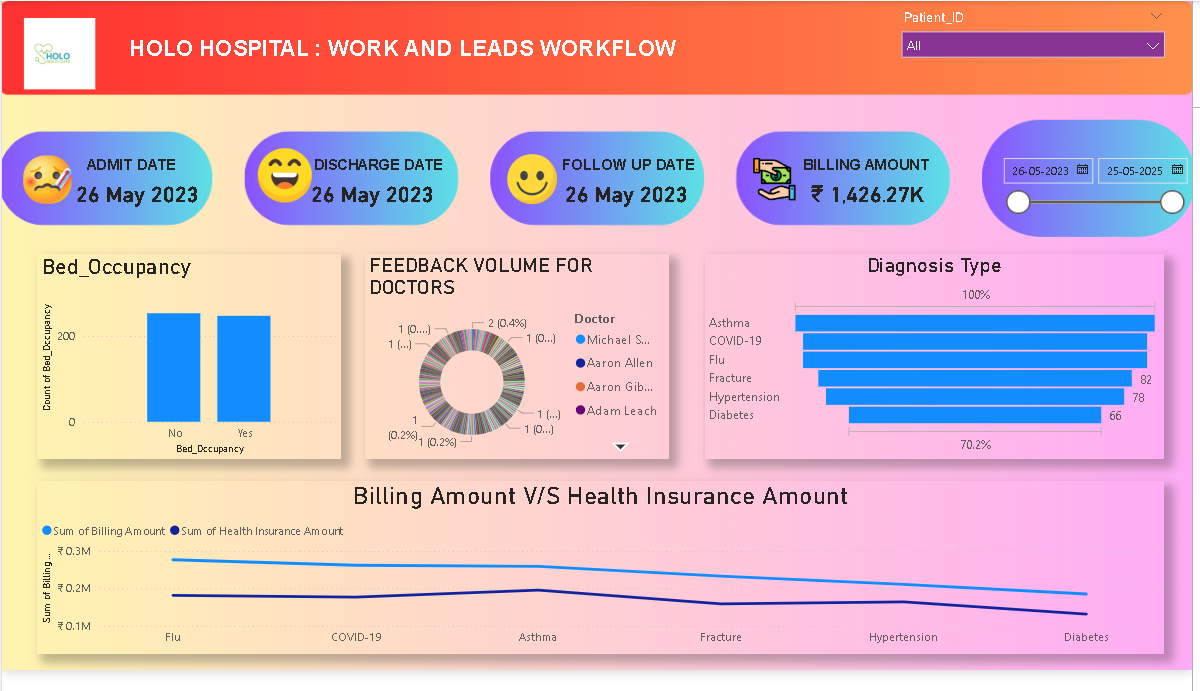 Patient_ID
HOLO
HOLO HOSPITAL : WORK AND LEADS WORKFLOW
All
ADMIT DATE
26 May 2023
DISCHARGE DATE
26 May 2023
FOLLOW UP DATE
26 May 2023
BILLING AMOUNT
₹ 1,426.27K
26-05-2023
25-05-2025
Bed_Occupancy
Count of Bed_Occupancy
200
0
No
Yes
Bed_Occupancy
FEEDBACK VOLUME FOR
DOCTORS
1 (0....)
1 (...)
2 (0.4%)
1 (0...)
1
(0.2%)
1 (0.2%)
1 (...)
1 (0...)
Doctor
Michael S...
Aaron Allen
Aaron Gib...
Adam Leach
Diagnosis Type
100%
Asthma
COVID-19
Flu
Fracture
82
Hypertension
78
Diabetes
66
70.2%
Billing Amount V/S Health Insurance Amount
Sum of Billing Amount
Sum of Health Insurance Amount
Sum of Billing...
₹ 0.3M
₹ 0.2M
₹ 0.1M
Flu
COVID-19
Asthma
Fracture
Hypertension
Diabetes